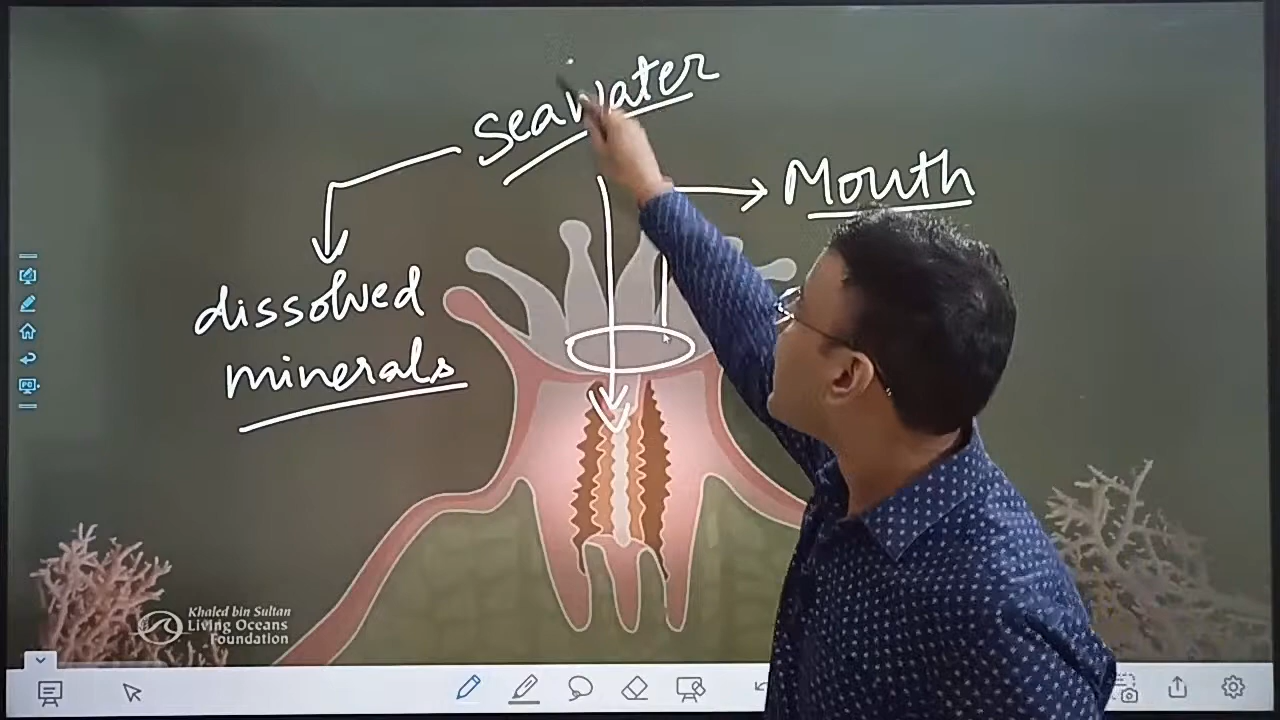 Seawater
Mouth
dissolved
minerals
Khaled bin Sultan
Living Oceans
Foundation